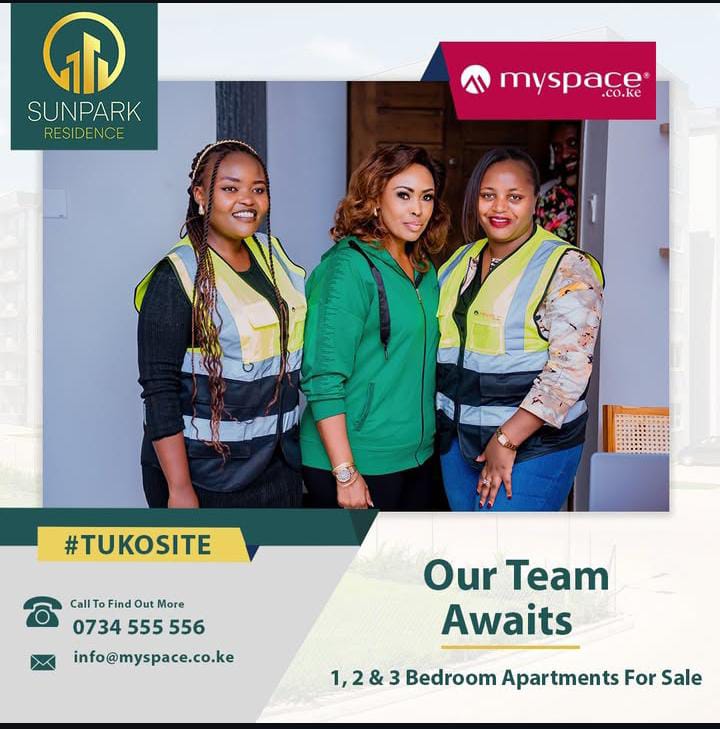 SUNPARK
RESIDENCE
myspace®
.co.ke
#TUKOSITE
Call To Find Out More
0734 555 556
info@myspace.co.ke
Our Team
Awaits
1, 2 & 3 Bedroom Apartments For Sale